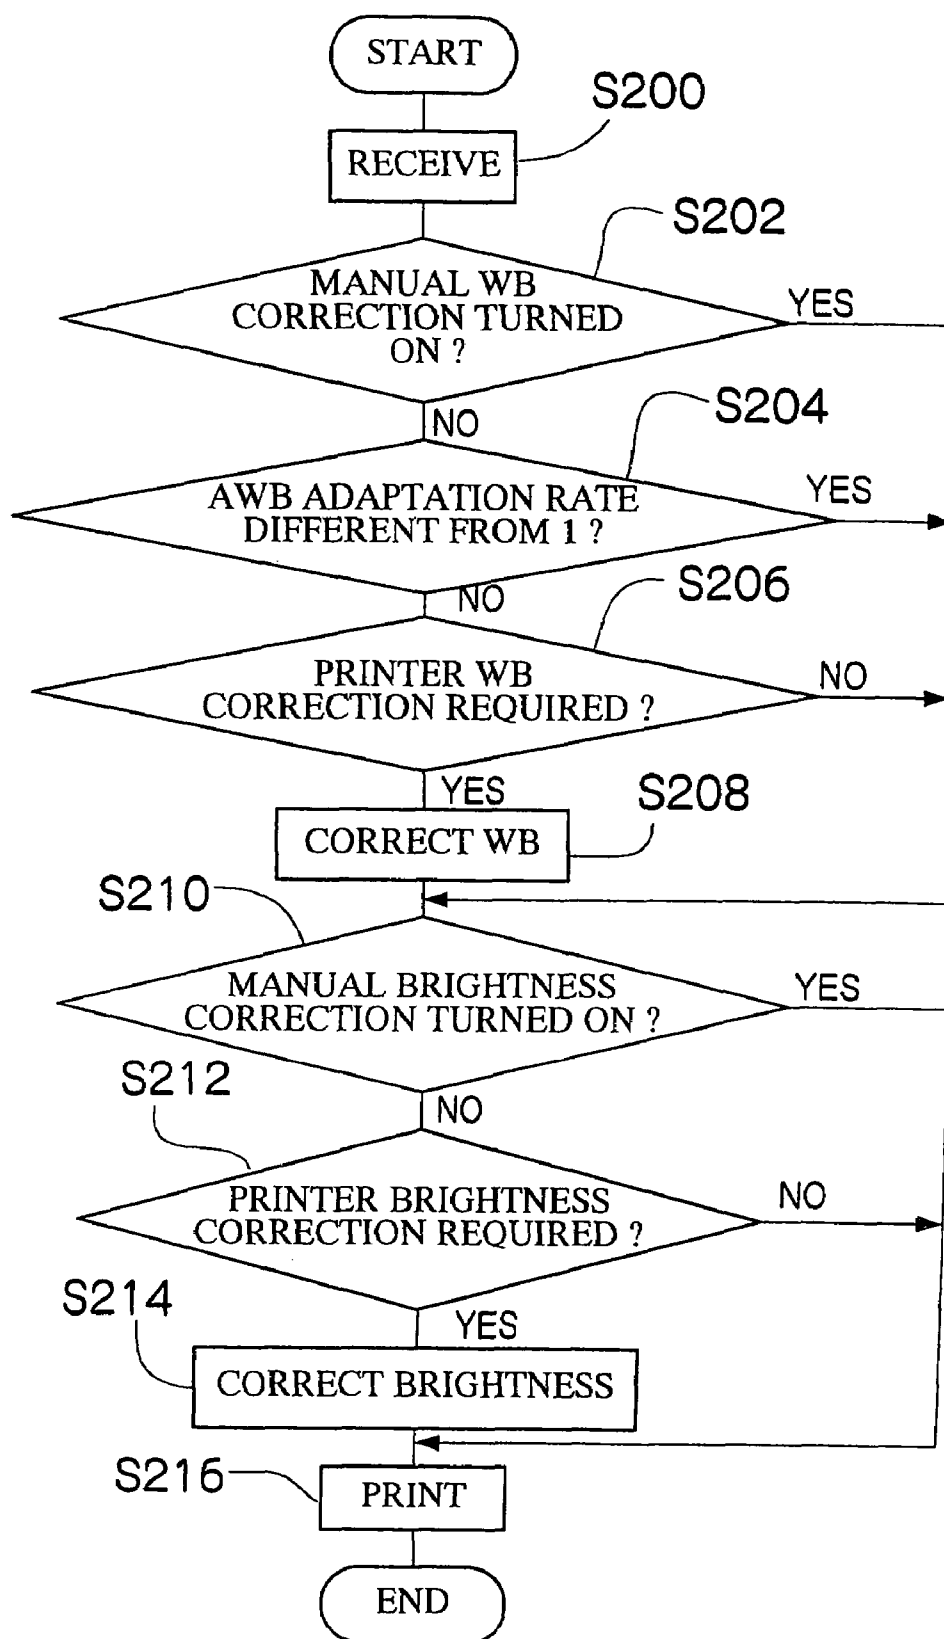 START
S200
RECEIVE
S202
MANUAL WB
CORRECTION TURNED
ON ?
YES
NO
S204
AWB ADAPTATION RATE
DIFFERENT FROM 1 ?
YES
NO
S206
PRINTER WB
CORRECTION REQUIRED ?
NO
YES
S208
CORRECT WB
S210
MANUAL BRIGHTNESS
CORRECTION TURNED ON ?
YES
NO
S212
PRINTER BRIGHTNESS
CORRECTION REQUIRED ?
NO
YES
S214
CORRECT BRIGHTNESS
S216
PRINT
END